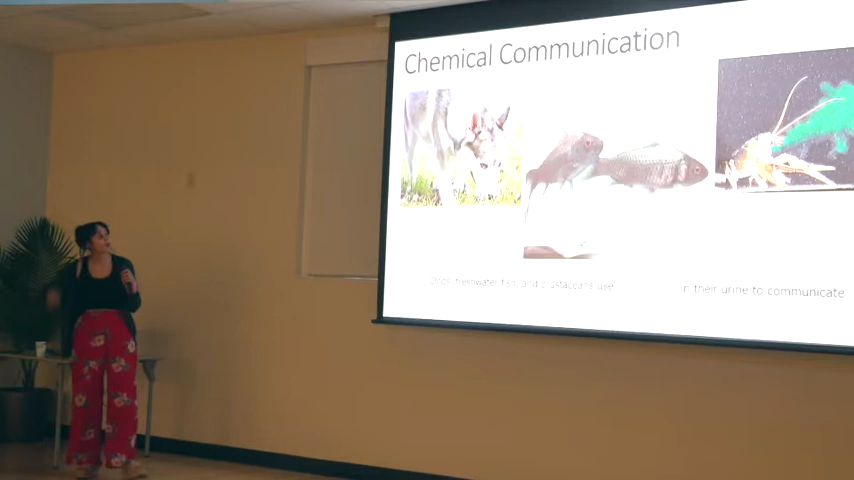 Chemical Communication
freshwater fish and crustaceans use in their urine to communicate